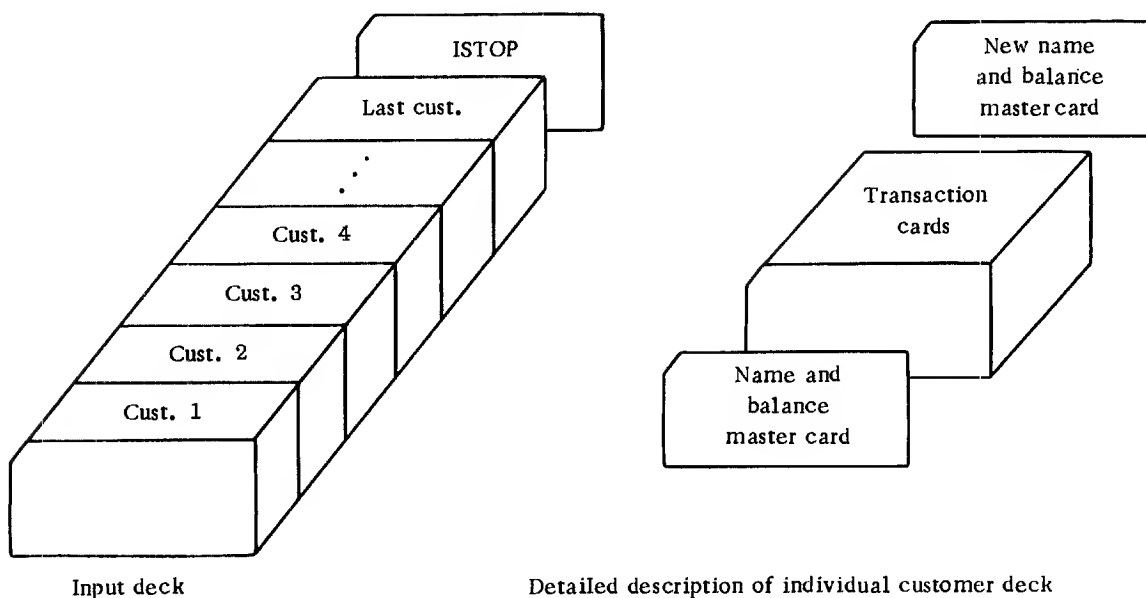 ISTOP
Last cust.
Cust. 4
Cust. 3
Cust. 2
Cust. 1
Input deck
New name
and balance
master card
Transaction
cards
Name and
balance
master card
Detailed description of individual customer deck